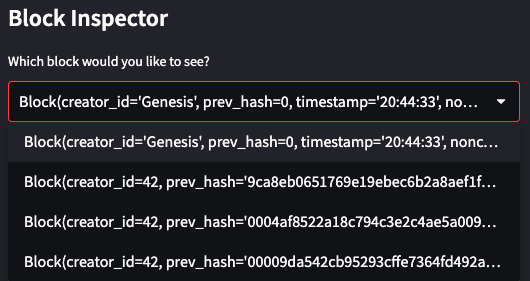 Block Inspector
Which block would you like to see?
Block(creator_id='Genesis', prev_hash=0, timestamp='20:44:33', no...
Block(creator_id='Genesis', prev_hash=0, timestamp='20:44:33', nonc...
Block(creator_id=42, prev_hash='9ca8eb0651769e19ebec6b2a8aef1f...
Block(creator_id=42, prev_hash='0004af8522a18c794c3e2c4ae5a009...
Block(creator_id=42, prev_hash='00009da542cb95293cffe7364fd492a...